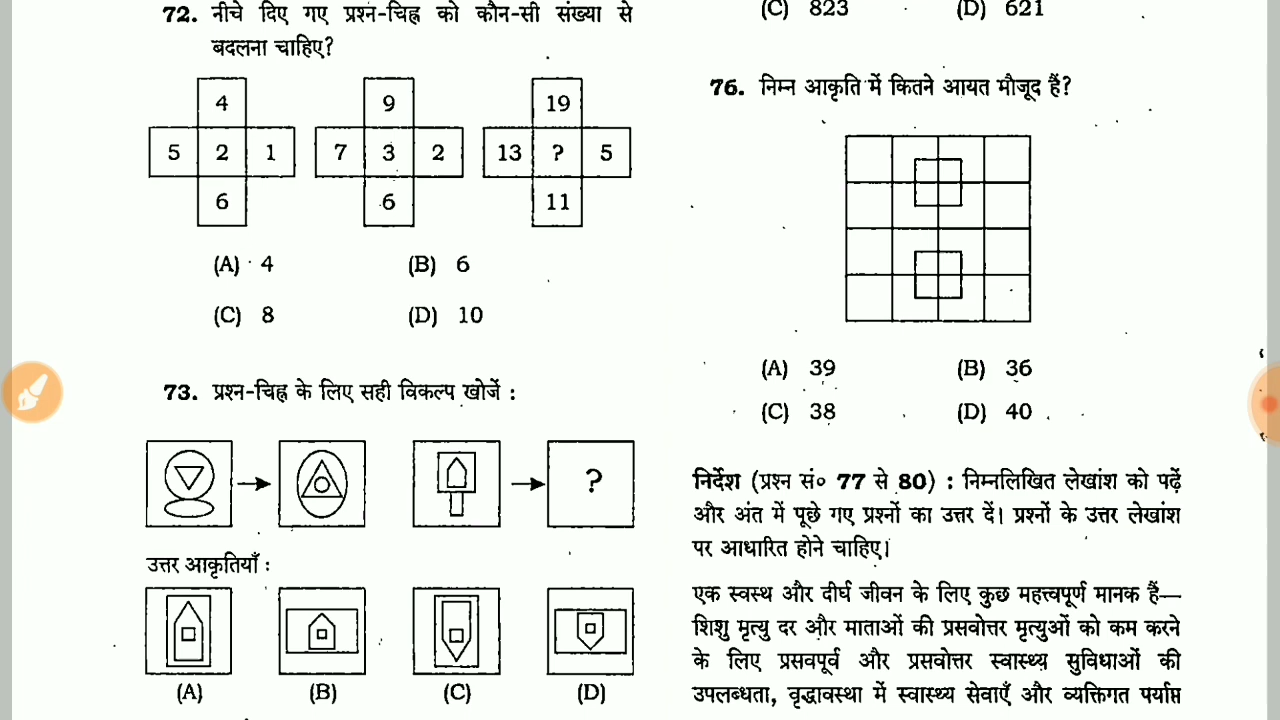 72. नीचे दिए गए प्रश्न-चिह्न को कौन-सी संख्या से
बदलना चाहिए?
4
5 2 1
6
9
7 3 2
6
19
13 ? 5
11
(A) 4 (B) 6
(C) 8 (D) 10
73. प्रश्न-चिह्न के लिए सही विकल्प खोजें :
?
उत्तर आकृतियाँ :
(A) (B) (C) (D)
(C) 823 (D) 621
76. निम्न आकृति में कितने आयत मौजूद हैं?
(A) 39 (B) 36
(C) 38 (D) 40
निर्देश (प्रश्न सं० 77 से 80) : निम्नलिखित लेखांश को पढ़ें
और अंत में पूछे गए प्रश्नों का उत्तर दें। प्रश्नों के उत्तर लेखांश
पर आधारित होने चाहिए।
एक स्वस्थ और दीर्घ जीवन के लिए कुछ महत्त्वपूर्ण मानक हैं—
शिशु मृत्यु दर और माताओं की प्रसवोत्तर मृत्युओं को कम करने
के लिए प्रसवपूर्व और प्रसवोत्तर स्वास्थ्य सुविधाओं की
उपलब्धता, वृद्धावस्था में स्वास्थ्य सेवाएँ और व्यक्तिगत पर्याप्त